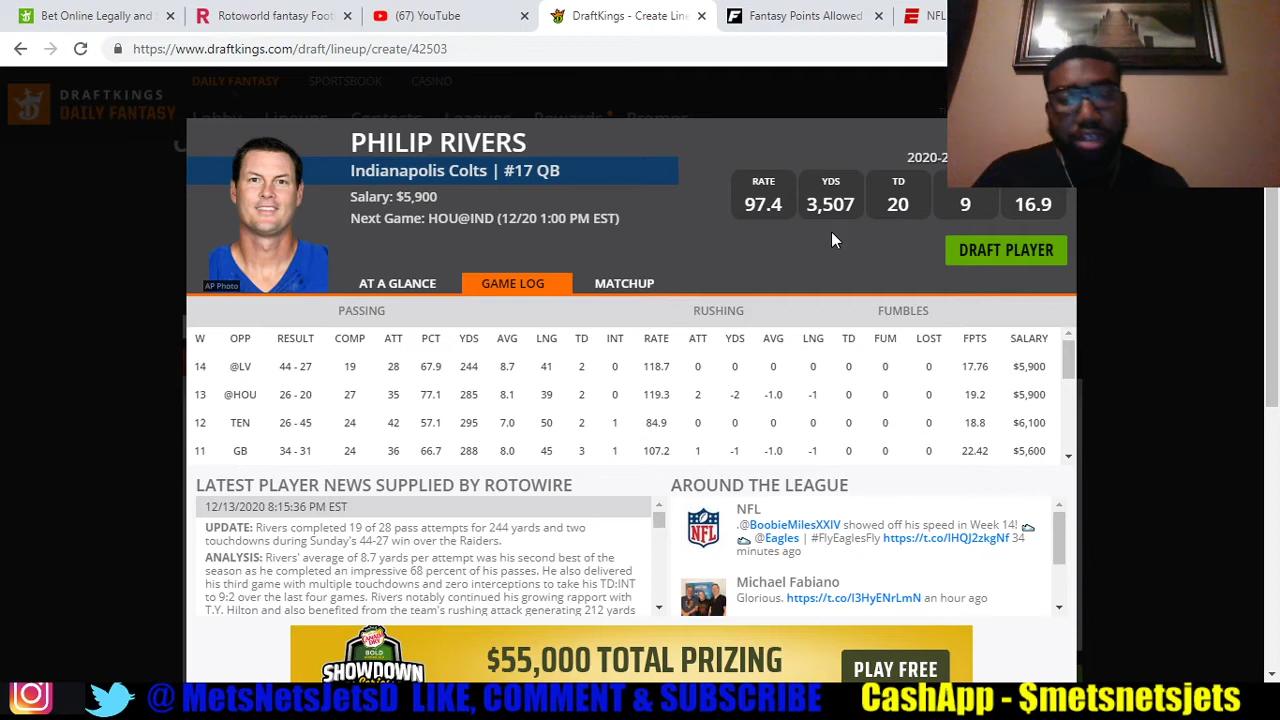 Bet Online Legally and S
Rotoworld fantasy Foot
(67) YouTube
DraftKings - Create Line
Fantasy Points Allowed
NFL
https://www.draftkings.com/draft/lineup/create/42503
DAILY FANTASY SPORTSBOOK CASINO
DRAFTKINGS
DAILY FANTASY
PHILIP RIVERS
Indianapolis Colts | #17 QB
Salary: $5,900
Next Game: HOU@IND (12/20 1:00 PM EST)
2020-2
RATE YDS TD
97.4 3,507 20 9 16.9
DRAFT PLAYER
AP Photo
AT A GLANCE GAME LOG MATCHUP
PASSING RUSHING FUMBLES
W OPP RESULT COMP ATT PCT YDS AVG LNG TD INT RATE ATT YDS AVG LNG TD FUM LOST FPTS SALARY
14 @LV 44 - 27 19 28 67.9 244 8.7 41 2 0 118.7 0 0 0 0 0 0 0 17.76 $5,900
13 @HOU 26 - 20 27 35 77.1 285 8.1 39 2 0 119.3 2 -2 -1.0 -1 0 0 0 19.2 $5,900
12 TEN 26 - 45 24 42 57.1 295 7.0 50 2 1 84.9 0 0 0 0 0 0 0 18.8 $6,100
11 GB 34 - 31 24 36 66.7 288 8.0 45 3 1 107.2 1 -1 -1.0 -1 0 0 0 22.42 $5,600
LATEST PLAYER NEWS SUPPLIED BY ROTOWIRE
12/13/2020 8:15:36 PM EST
UPDATE: Rivers completed 19 of 28 pass attempts for 244 yards and two
touchdowns during Sunday's 44-27 win over the Raiders.
ANALYSIS: Rivers' average of 8.7 yards per attempt was his second best of the
season as he completed an impressive 68 percent of his passes. He also delivered
his third game with multiple touchdowns and zero interceptions to take his TD:INT
to 9:2 over the last four games. Rivers notably continued his growing rapport with
T.Y. Hilton and also benefited from the team's rushing attack generating 212 yards
AROUND THE LEAGUE
NFL
.@BoobieMilesXXIV showed off his speed in Week 14!
@Eagles | #FlyEaglesFly https://t.co/IHQJ2zkgNf 34
minutes ago
Michael Fabiano
Glorious. https://t.co/I3HyENrLmN an hour ago
CANADA DRY
BOLD
SHOWDOWN
$55,000 TOTAL PRIZING
PLAY FREE
@MetsNetsJetsD LIKE, COMMENT & SUBSCRIBE CashApp - $metsnetsjets